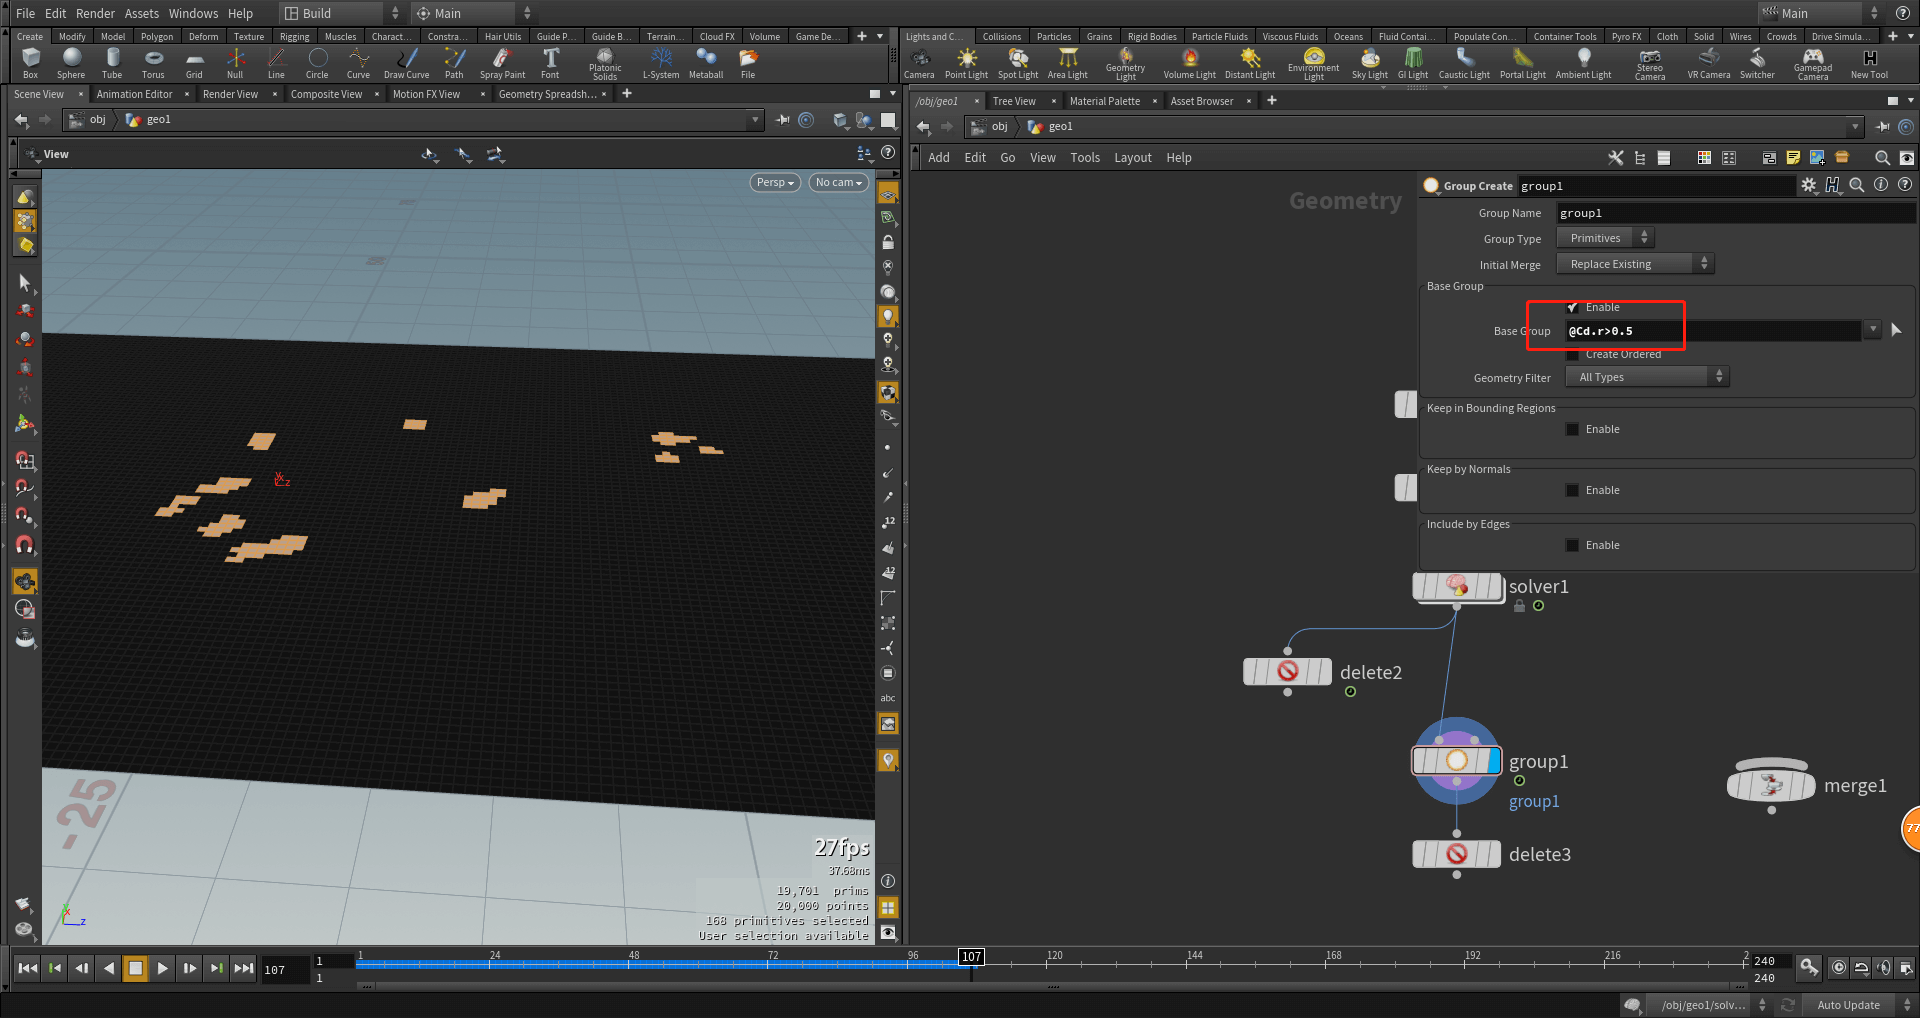 File Edit Render Assets Windows Help Build Main Main
Create Modify Model Polygon Deform Texture Rigging Muscles Charact... Constra... Hair Utils Guide P... Guide B... Terrain... Cloud FX Volume Game De...
Lights and C... Collisions Particles Grains Rigid Bodies Particle Fluids Viscous Fluids Oceans Fluid Contai... Populate Con... Container Tools Pyro FX Cloth Solid Wires Crowds Drive Simula...
Box Sphere Tube Torus Grid Null Line Circle Curve Draw Curve Path Spray Paint Font Platonic Solids L-System Metaball File
Camera Point Light Spot Light Area Light Geometry Light Volume Light Distant Light Environment Light Sky Light GI Light Caustic Light Portal Light Ambient Light Stereo Camera VR Camera Switcher Gamepad Camera New Tool
Scene View Animation Editor Render View Composite View Motion FX View Geometry Spreadsh...
/obj/geo1 Tree View Material Palette Asset Browser
obj geo1
obj geo1
View
Add Edit Go View Tools Layout Help
Persp No cam
Geometry
Group Create group1
Group Name group1
Group Type Primitives
Initial Merge Replace Existing
Base Group
Enable
Base Group @Cd.r>0.5
Create Ordered
Geometry Filter All Types
Keep in Bounding Regions
Enable
Keep by Normals
Enable
Include by Edges
Enable
solver1
delete2
group1
group1
merge1
delete3
77
12
12
abc
-25
27fps
37.68ms
19,701 prims
20,000 points
168 primitives selected
User selection available
x
z
107
1
1
1 24 48 72 96 107 120 144 168 192 216 2
240
240
/obj/geo1/solv... Auto Update